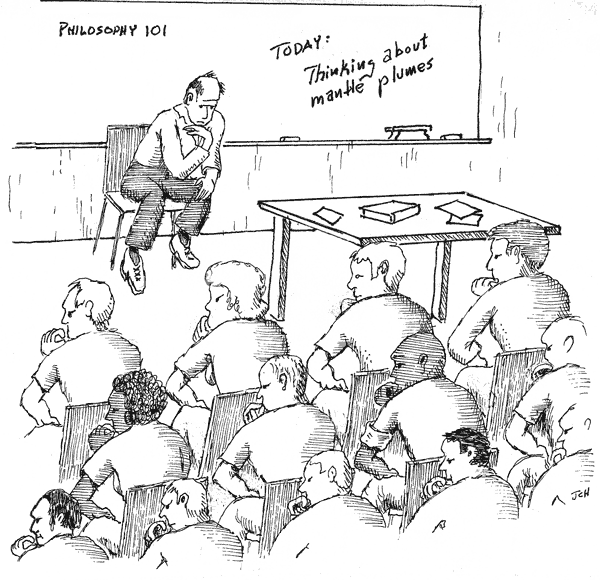 PHILOSOPHY 101
TODAY:
Thinking about
mantle plumes
JCH